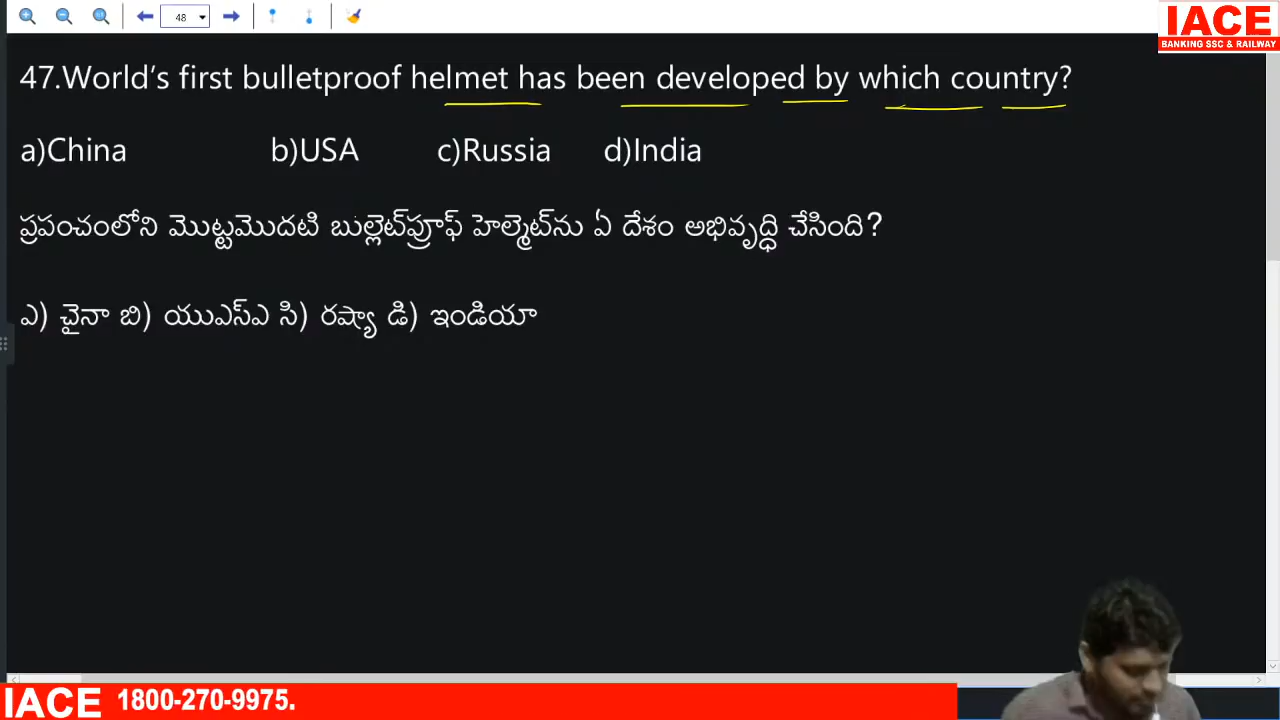 48
IACE
BANKING SSC & RAILWAY
47.World's first bulletproof helmet has been developed by which country?
a)China b)USA c)Russia d)India
ప్రపంచంలోని మొట్టమొదటి బుల్లెట్‌ప్రూఫ్ హెల్మెట్‌ను ఏ దేశం అభివృద్ధి చేసింది?
ఎ) చైనా బి) యుఎస్ఎ సి) రష్యా డి) ఇండియా
IACE 1800-270-9975.